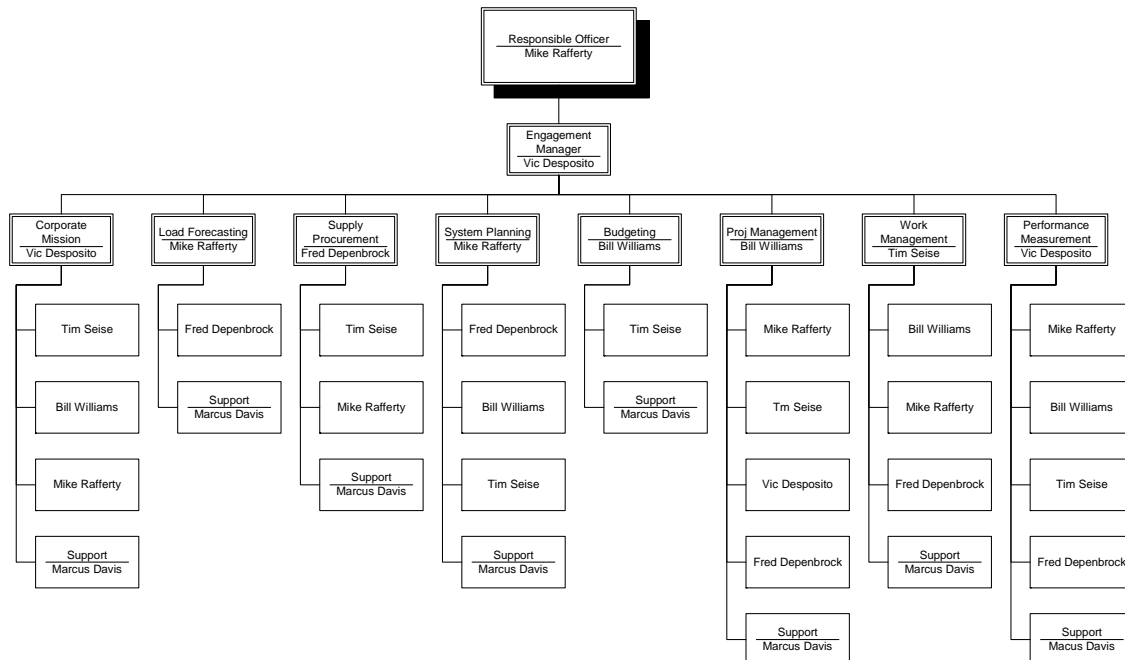 Responsible Officer
Mike Rafferty
Engagement
Manager
Vic Desposito
Corporate
Mission
Vic Desposito
Tim Seise
Bill Williams
Mike Rafferty
Support
Marcus Davis
Load Forecasting
Mike Rafferty
Fred Depenbrock
Support
Marcus Davis
Supply
Procurement
Fred Depenbrock
Tim Seise
Mike Rafferty
Support
Marcus Davis
System Planning
Mike Rafferty
Fred Depenbrock
Bill Williams
Tim Seise
Support
Marcus Davis
Budgeting
Bill Williams
Tim Seise
Support
Marcus Davis
Proj Management
Bill Williams
Mike Rafferty
Tm Seise
Vic Desposito
Fred Depenbrock
Support
Marcus Davis
Work
Management
Tim Seise
Bill Williams
Mike Rafferty
Fred Depenbrock
Support
Marcus Davis
Performance
Measurement
Vic Desposito
Mike Rafferty
Bill Williams
Tim Seise
Fred Depenbrock
Support
Macus Davis